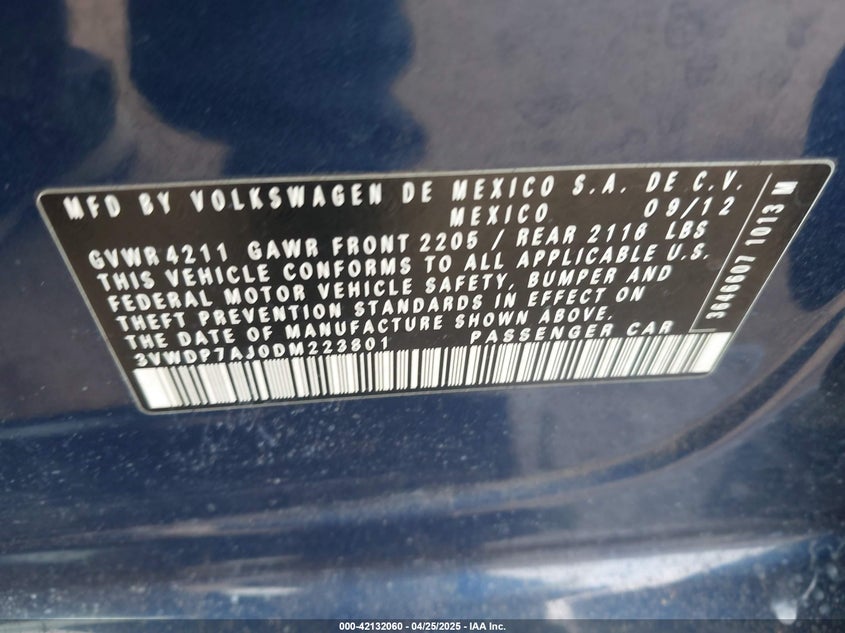 MFD BY VOLKSWAGEN DE MEXICO S.A. DE C.V.
MEXICO 09/12
GVWR 4211 GAWR FRONT 2205 / REAR 2116 LBS
THIS VEHICLE CONFORMS TO ALL APPLICABLE U.S.
FEDERAL MOTOR VEHICLE SAFETY, BUMPER AND
THEFT PREVENTION STANDARDS IN EFFECT ON
THE DATE OF MANUFACTURE SHOWN ABOVE.
3VWDP7AJ0DM223801 PASSENGER CAR
3646607 1013 M
000-42132060 - 04/25/2025 - IAA Inc.